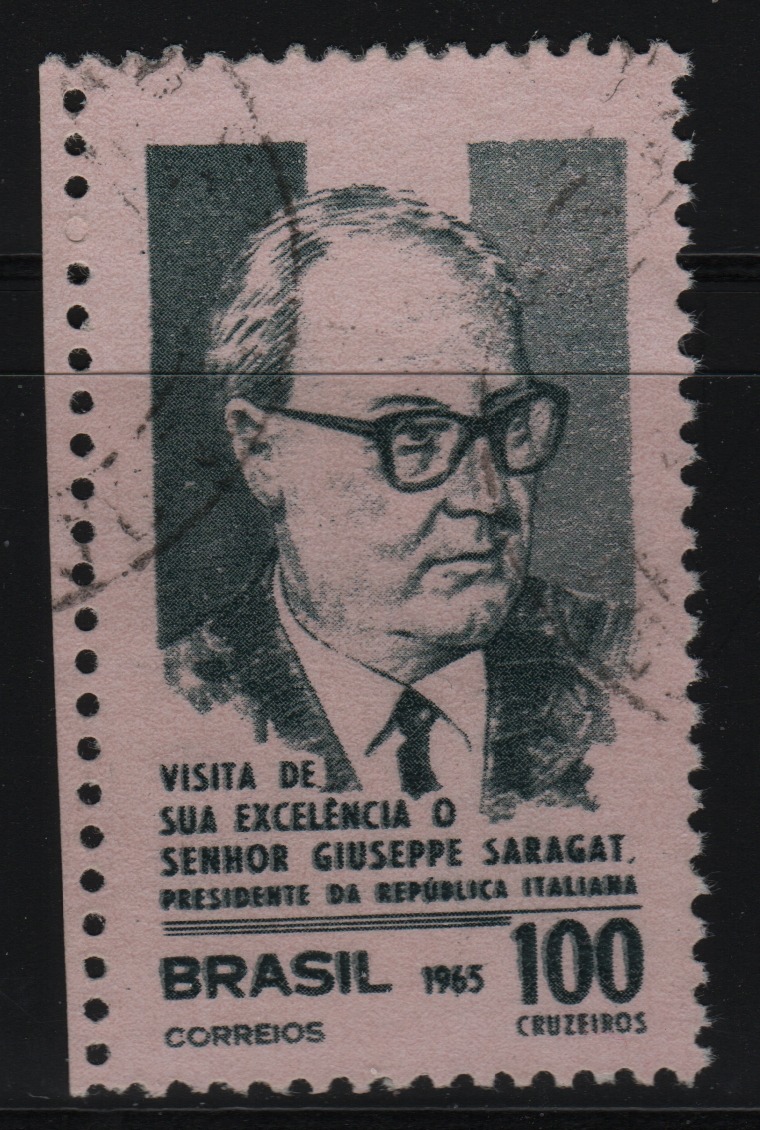 VISITA DE
SUA EXCELÊNCIA O
SENHOR GIUSEPPE SARAGAT,
PRESIDENTE DA REPÚBLICA ITALIANA
BRASIL 1965 100
CORREIOS CRUZEIROS